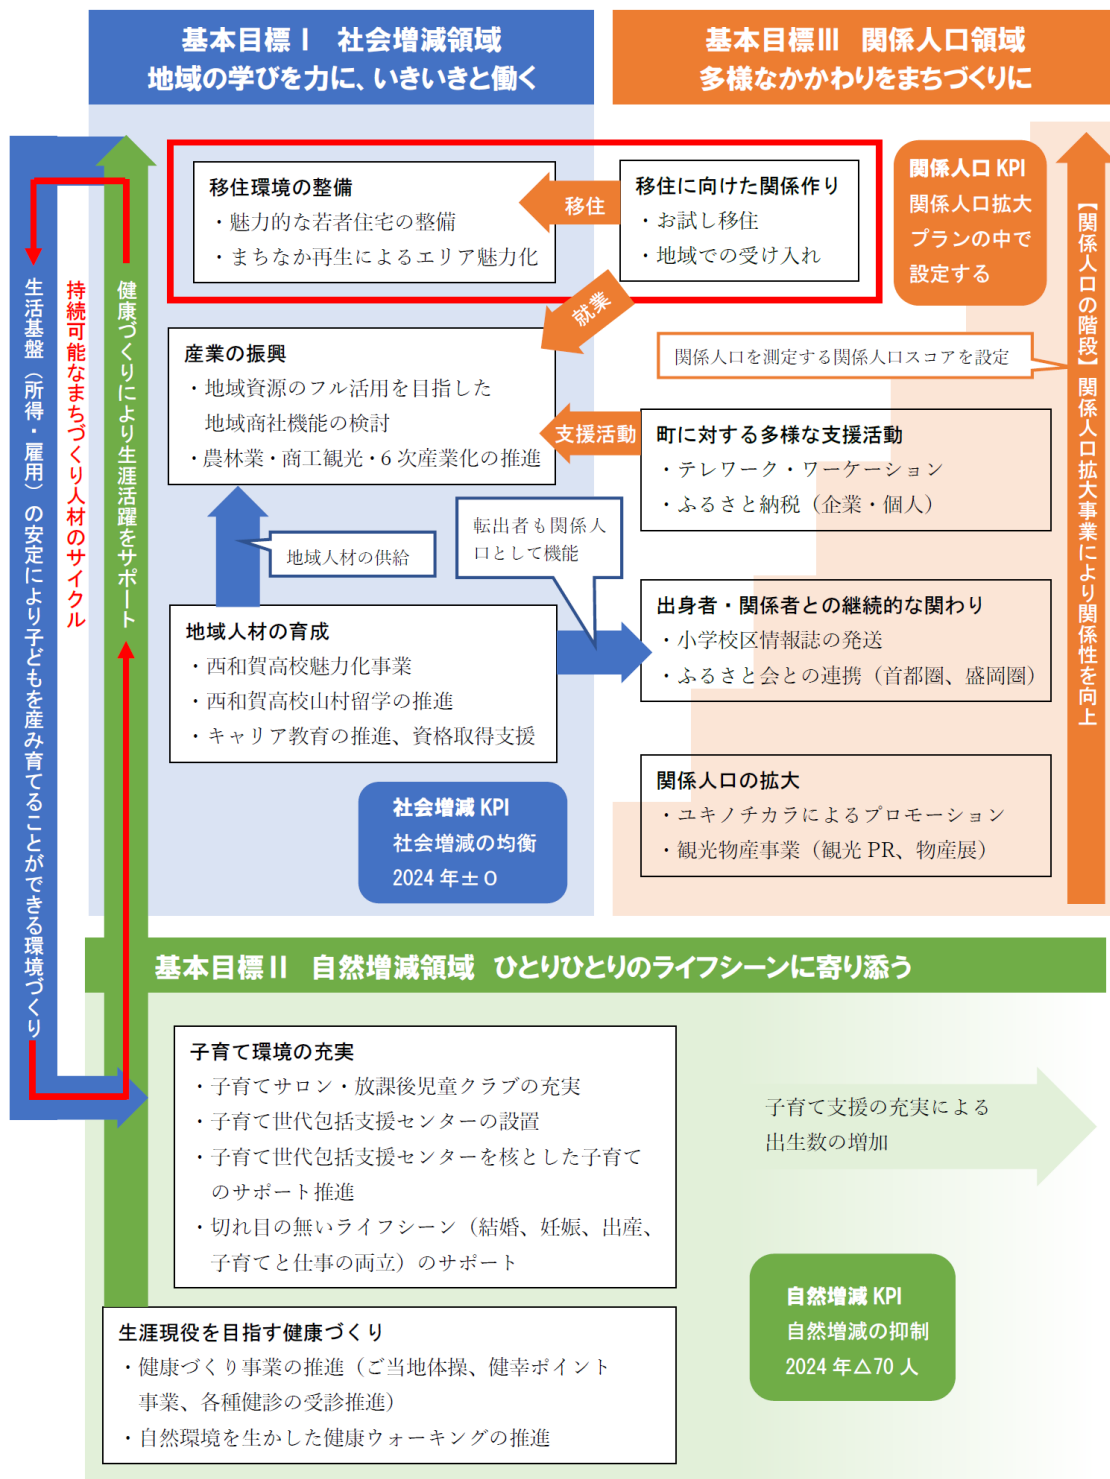 基本目標Ⅰ　社会増減領域
地域の学びを力に、いきいきと働く
基本目標Ⅲ　関係人口領域
多様なかかわりをまちづくりに
移住環境の整備
・魅力的な若者住宅の整備
・まちなか再生によるエリア魅力化
移住
移住に向けた関係作り
・お試し移住
・地域での受け入れ
関係人口 KPI
関係人口拡大
プランの中で
設定する
就業
産業の振興
・地域資源のフル活用を目指した
地域商社機能の検討
・農林業・商工観光・6 次産業化の推進
関係人口を測定する関係人口スコアを設定
支援活動
町に対する多様な支援活動
・テレワーク・ワーケーション
・ふるさと納税（企業・個人）
地域人材の供給
転出者も関係人
口として機能
地域人材の育成
・西和賀高校魅力化事業
・西和賀高校山村留学の推進
・キャリア教育の推進、資格取得支援
出身者・関係者との継続的な関わり
・小学校区情報誌の発送
・ふるさと会との連携（首都圏、盛岡圏）
関係人口の拡大
・ユキノチカラによるプロモーション
・観光物産事業（観光 PR、物産展）
社会増減 KPI
社会増減の均衡
2024 年±０
【関係人口の階段】関係人口拡大事業により関係性を向上
生活基盤（所得・雇用）の安定により子どもを産み育てることができる環境づくり
持続可能なまちづくり人材のサイクル
健康づくりにより生涯活躍をサポート
基本目標Ⅱ　自然増減領域　ひとりひとりのライフシーンに寄り添う
子育て環境の充実
・子育てサロン・放課後児童クラブの充実
・子育て世代包括支援センターの設置
・子育て世代包括支援センターを核とした子育て
のサポート推進
・切れ目の無いライフシーン（結婚、妊娠、出産、
子育てと仕事の両立）のサポート
子育て支援の充実による
出生数の増加
生涯現役を目指す健康づくり
・健康づくり事業の推進（ご当地体操、健幸ポイント
事業、各種健診の受診推進）
・自然環境を生かした健康ウォーキングの推進
自然増減 KPI
自然増減の抑制
2024 年△70 人